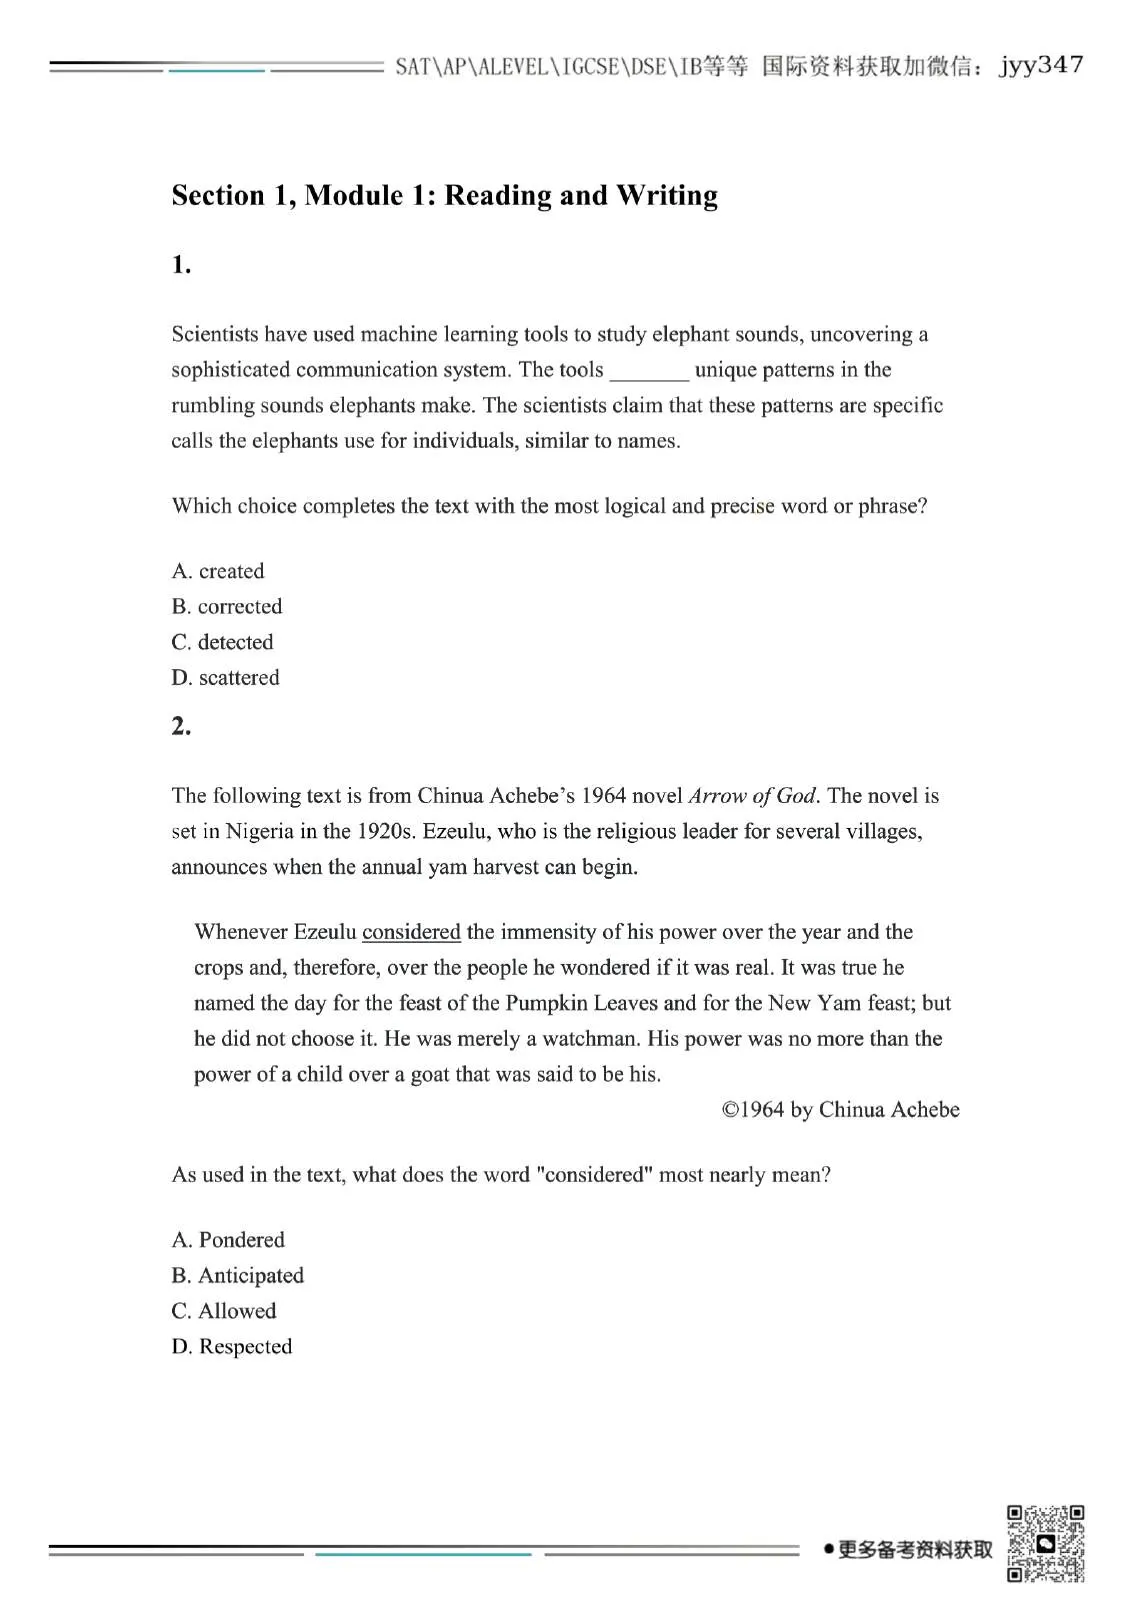 SAT\AP\ALEVEL\IGCSE\DSE\IB等等 国际资料获取加微信： jyy347
Section 1, Module 1: Reading and Writing
1.
Scientists have used machine learning tools to study elephant sounds, uncovering a
sophisticated communication system. The tools _______ unique patterns in the
rumbling sounds elephants make. The scientists claim that these patterns are specific
calls the elephants use for individuals, similar to names.
Which choice completes the text with the most logical and precise word or phrase?
A. created
B. corrected
C. detected
D. scattered
2.
The following text is from Chinua Achebe’s 1964 novel Arrow of God. The novel is
set in Nigeria in the 1920s. Ezeulu, who is the religious leader for several villages,
announces when the annual yam harvest can begin.
Whenever Ezeulu considered the immensity of his power over the year and the
crops and, therefore, over the people he wondered if it was real. It was true he
named the day for the feast of the Pumpkin Leaves and for the New Yam feast; but
he did not choose it. He was merely a watchman. His power was no more than the
power of a child over a goat that was said to be his.
©1964 by Chinua Achebe
As used in the text, what does the word "considered" most nearly mean?
A. Pondered
B. Anticipated
C. Allowed
D. Respected
●更多备考资料获取